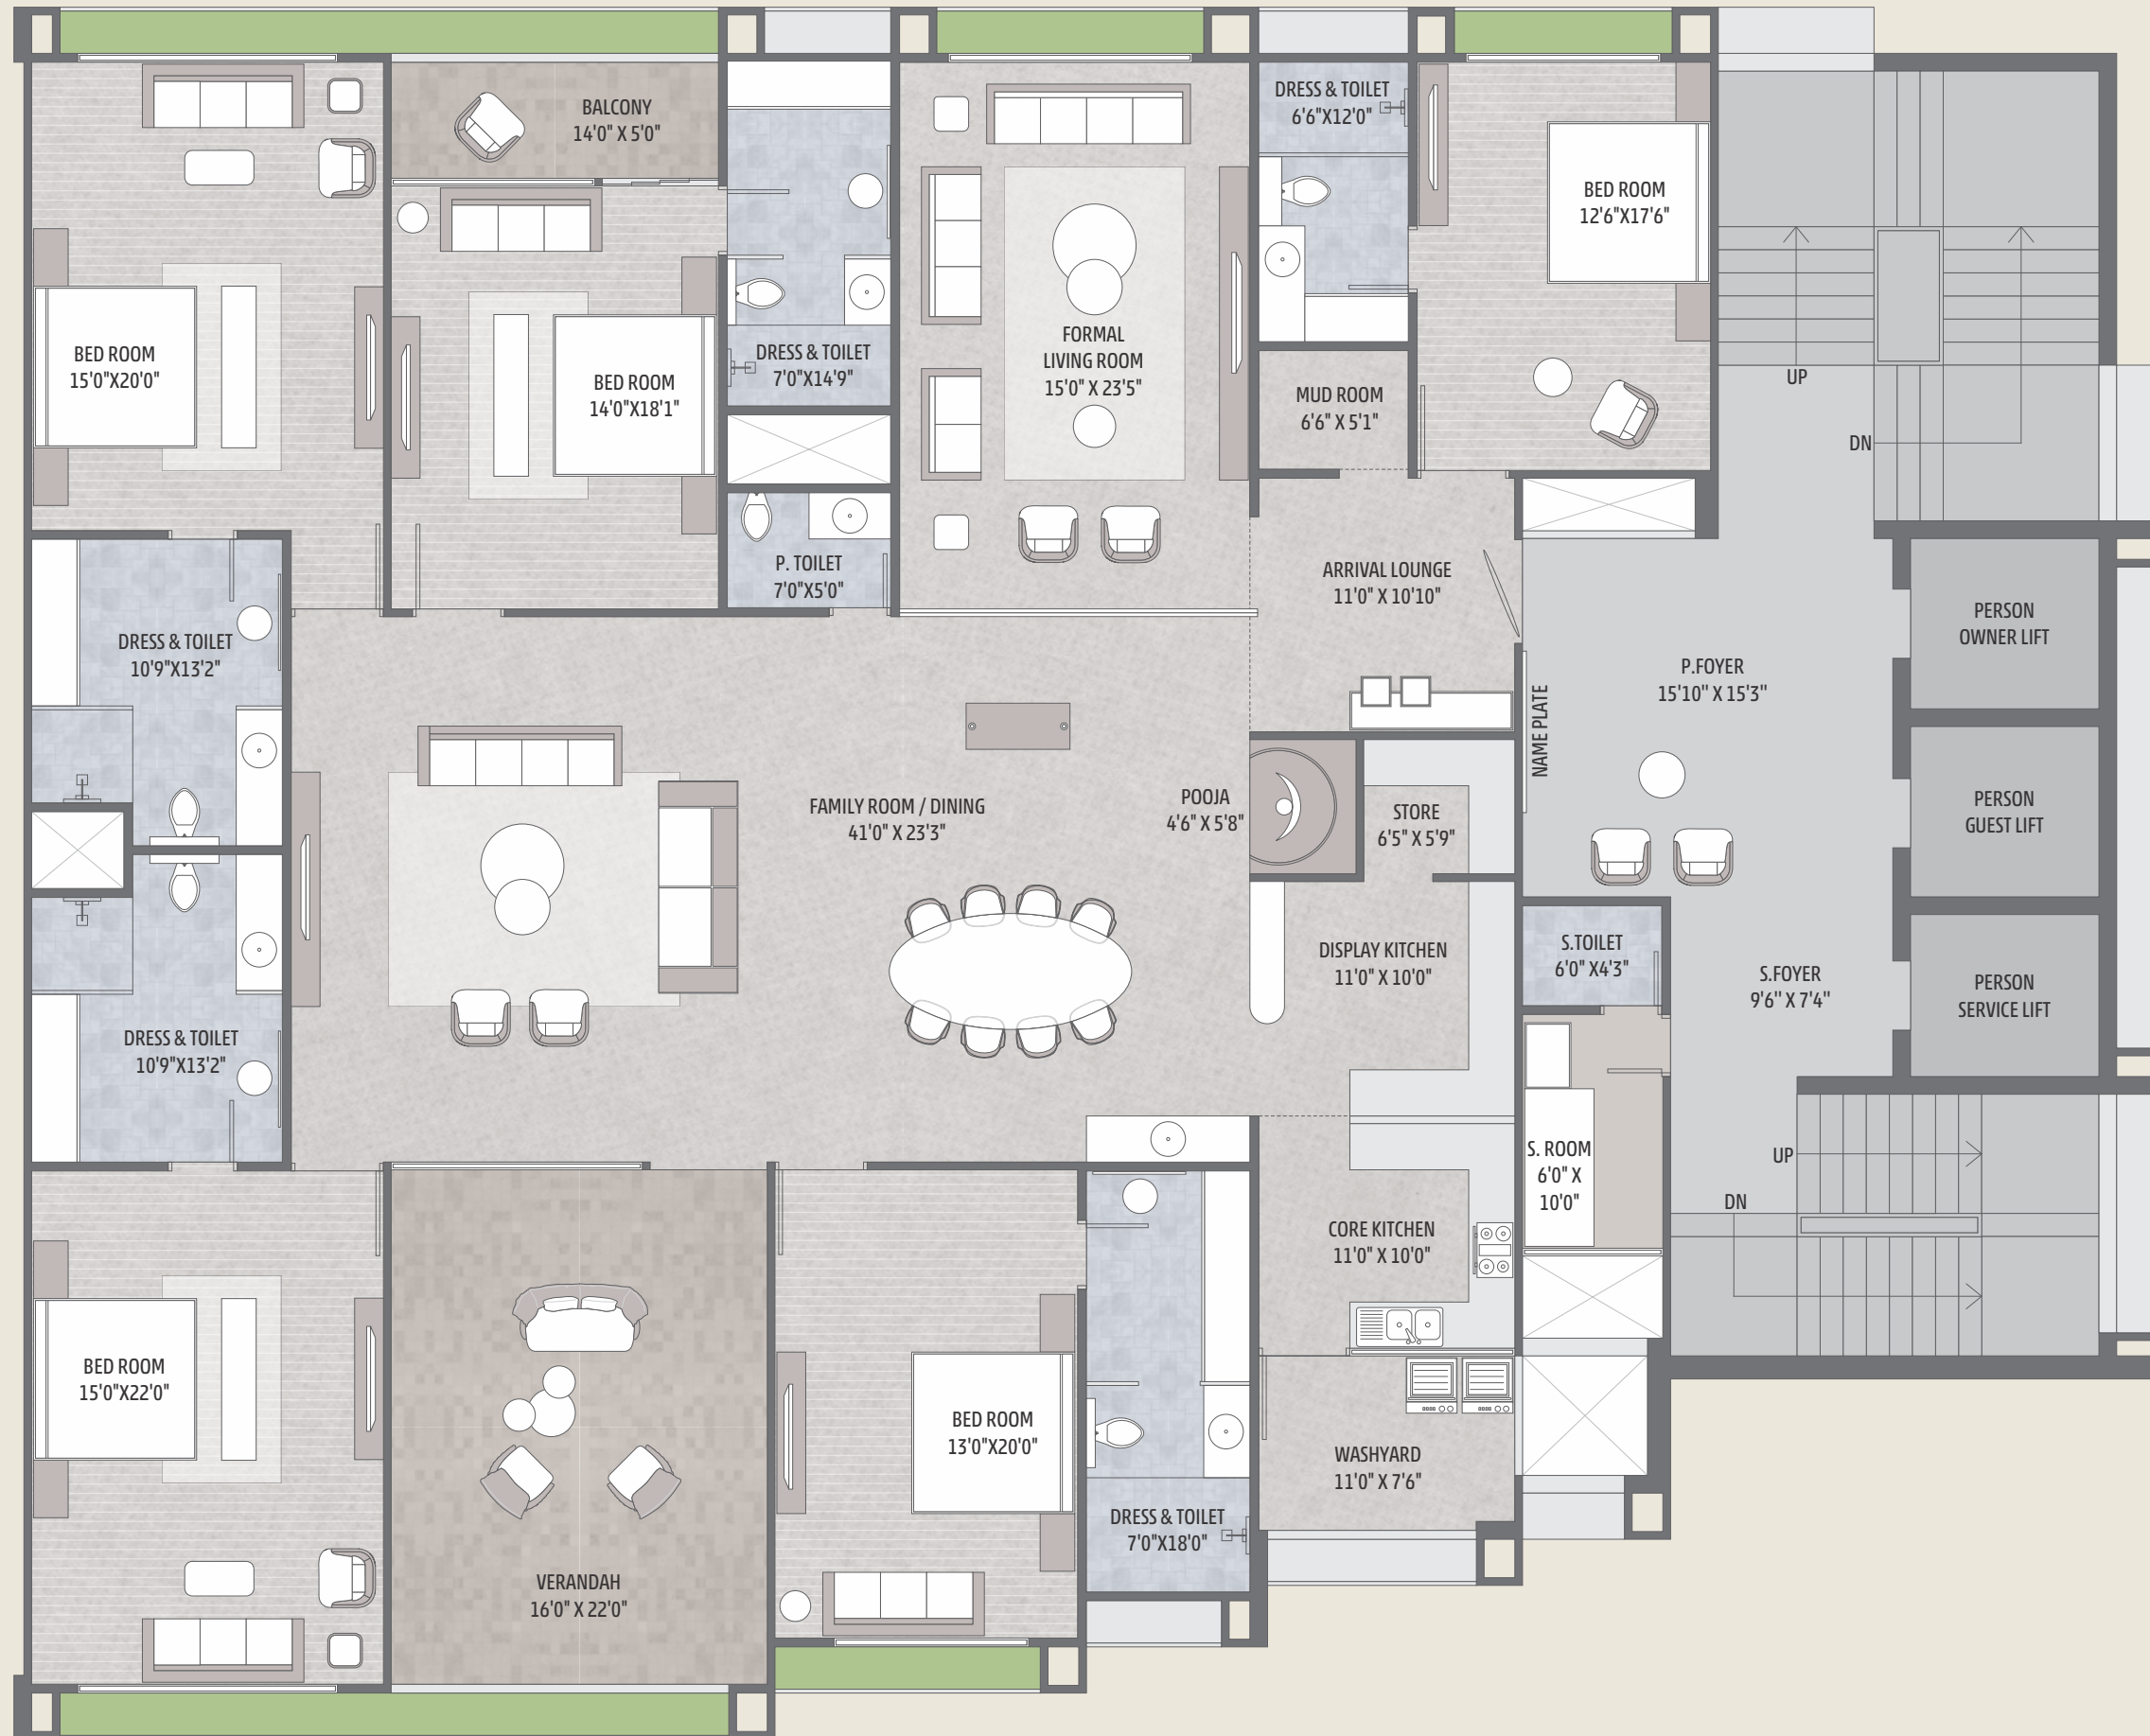 BALCONY
14'0" X 5'0"
DRESS & TOILET
6'6"X12'0"
BED ROOM
12'6"X17'6"
BED ROOM
15'0"X20'0"
BED ROOM
14'0"X18'1"
DRESS & TOILET
7'0"X14'9"
FORMAL
LIVING ROOM
15'0" X 23'5"
MUD ROOM
6'6" X 5'1"
UP
DN
P. TOILET
7'0"X5'0"
ARRIVAL LOUNGE
11'0" X 10'10"
PERSON
OWNER LIFT
DRESS & TOILET
10'9"X13'2"
P.FOYER
15'10" X 15'3"
NAME PLATE
FAMILY ROOM / DINING
41'0" X 23'3"
POOJA
4'6" X 5'8"
STORE
6'5" X 5'9"
PERSON
GUEST LIFT
DISPLAY KITCHEN
11'0" X 10'0"
S.TOILET
6'0" X4'3"
S.FOYER
9'6" X 7'4"
PERSON
SERVICE LIFT
DRESS & TOILET
10'9"X13'2"
S. ROOM
6'0" X
10'0"
UP
DN
CORE KITCHEN
11'0" X 10'0"
BED ROOM
15'0"X22'0"
BED ROOM
13'0"X20'0"
WASHYARD
11'0" X 7'6"
DRESS & TOILET
7'0"X18'0"
VERANDAH
16'0" X 22'0"